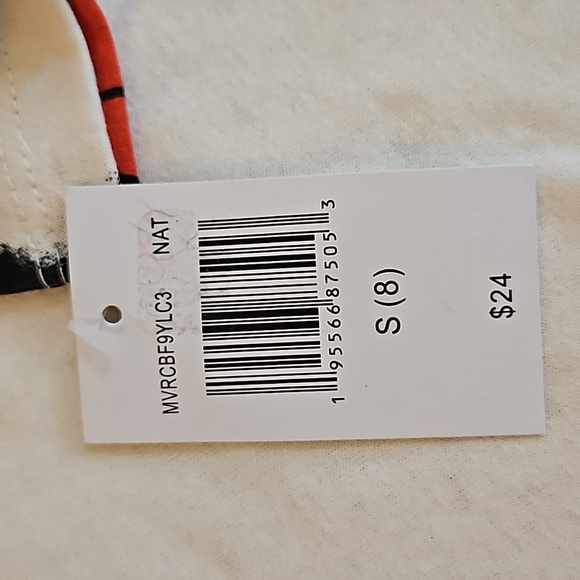 MVRCBF9YLC3 NAT
1 95566 87505 3
S (8)
$24